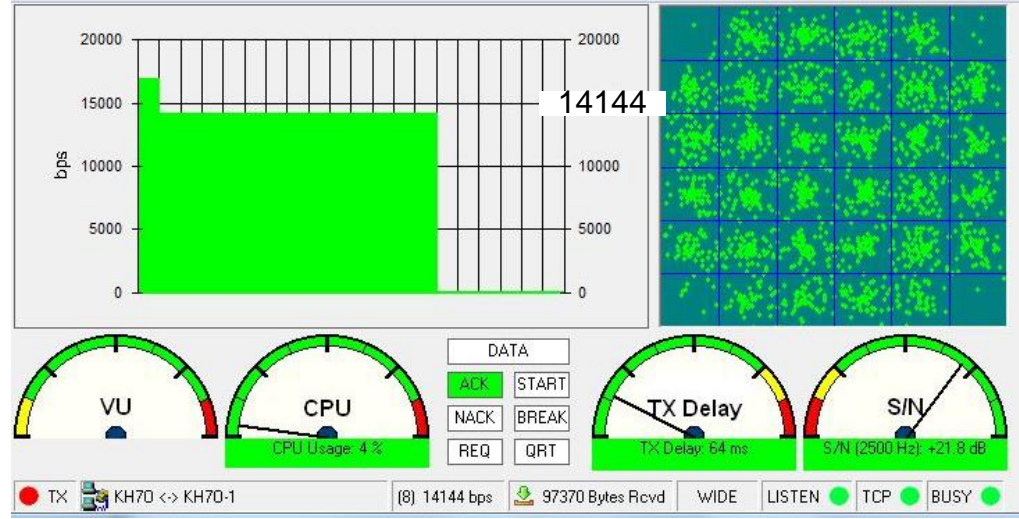 20000 20000
15000 14144
bps
10000 10000
5000 5000
0 0
VU
CPU
CPU Usage: 4 %
DATA
ACK START
NACK BREAK
REQ QRT
TX Delay
TX Delay: 64 ms
S/N
S/N (2500 Hz): +21.8 dB
TX KH7O <-> KH7O-1 (8) 14144 bps 97370 Bytes Rcvd WIDE LISTEN TCP BUSY